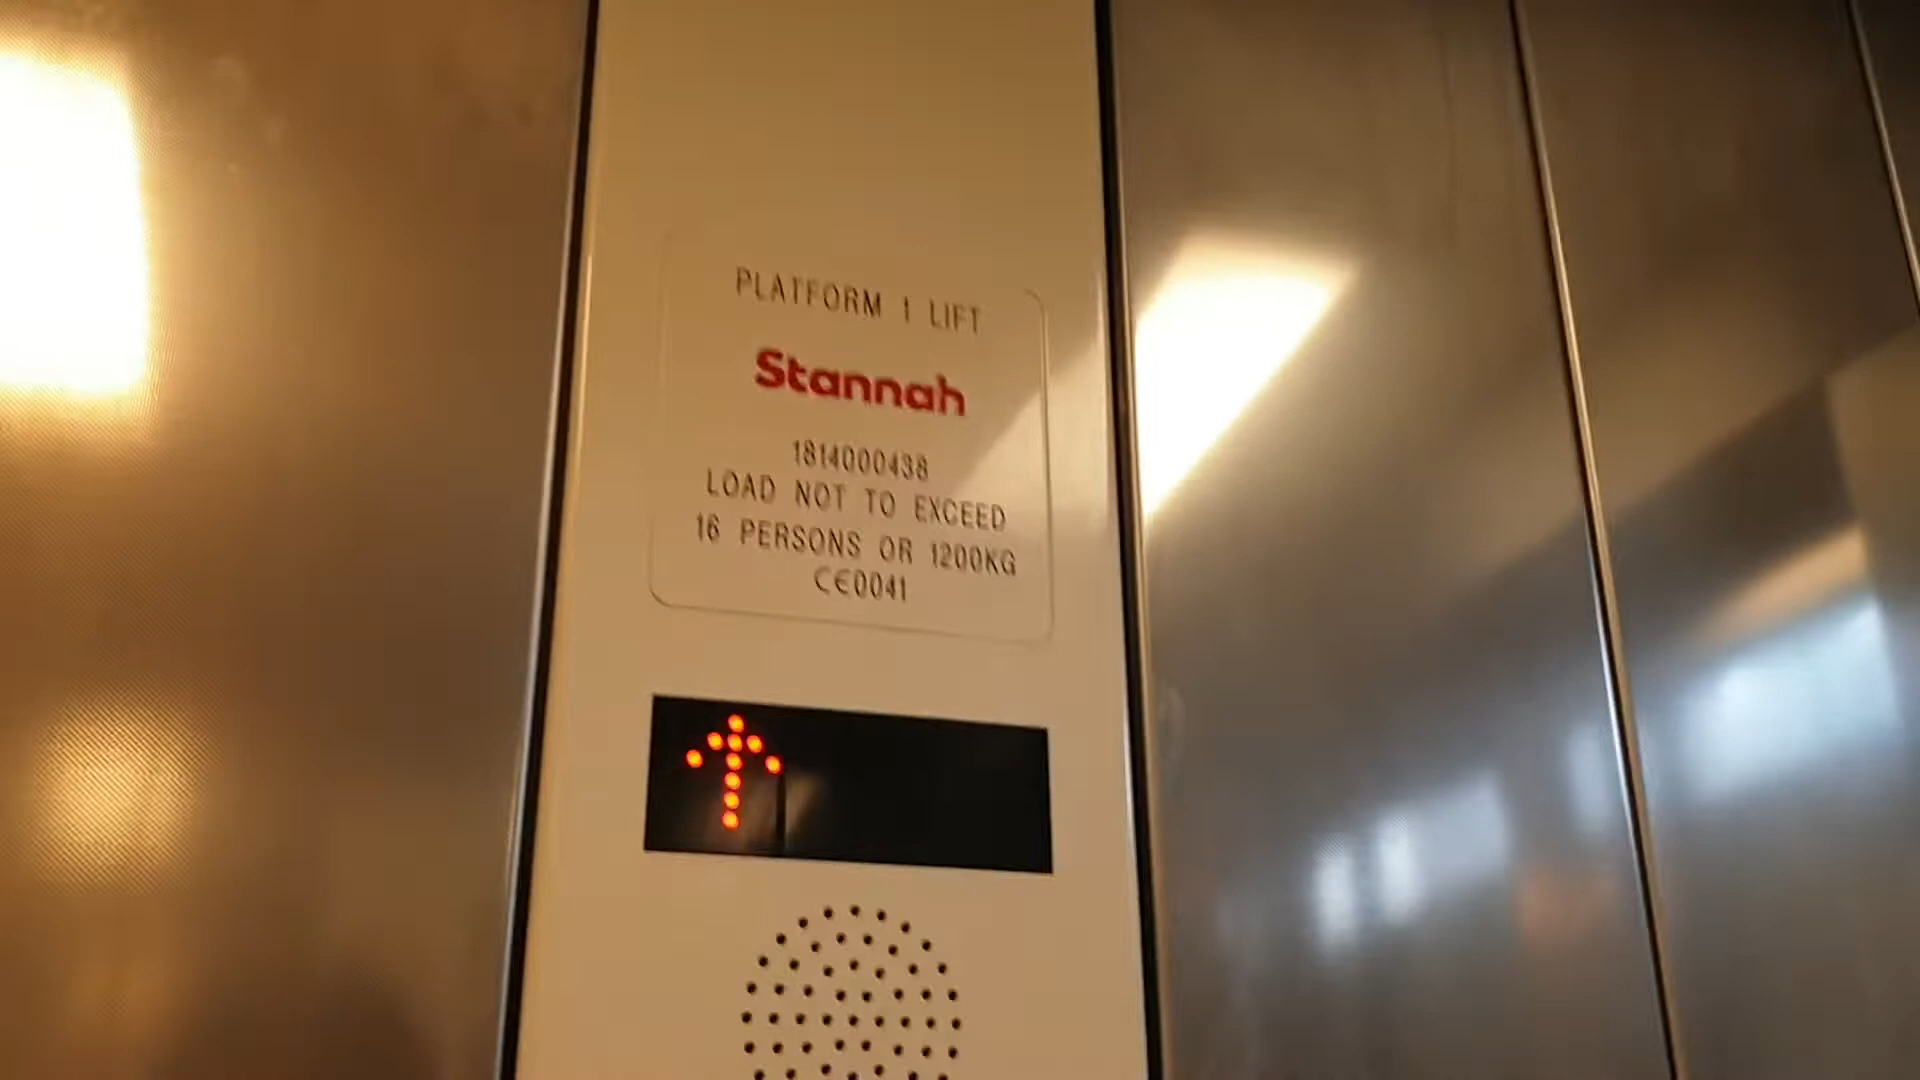 PLATFORM 1 LIFT
Stannah
1814000438
LOAD NOT TO EXCEED
16 PERSONS OR 1200KG
CE0041